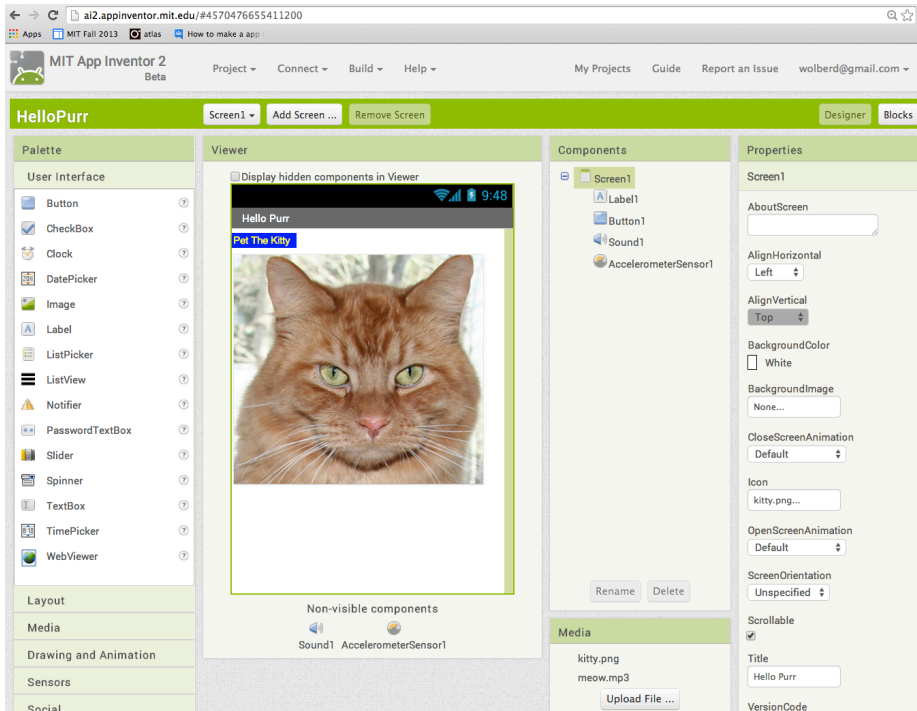 ai2.appinventor.mit.edu/#4570476655411200
Apps MIT Fall 2013 atlas How to make a app
MIT App Inventor 2
Beta
Project Connect Build Help
My Projects Guide Report an Issue wolberd@gmail.com
HelloPurr
Screen1 Add Screen ... Remove Screen
Designer Blocks
Palette
User Interface
Button
CheckBox
Clock
DatePicker
Image
Label
ListPicker
ListView
Notifier
PasswordTextBox
Slider
Spinner
TextBox
TimePicker
WebViewer
Layout
Media
Drawing and Animation
Sensors
Social
Viewer
Display hidden components in Viewer
9:48
Hello Purr
Pet The Kitty
Non-visible components
Sound1 AccelerometerSensor1
Components
Screen1
Label1
Button1
Sound1
AccelerometerSensor1
Rename Delete
Media
kitty.png
meow.mp3
Upload File ...
Properties
Screen1
AboutScreen
AlignHorizontal
Left
AlignVertical
Top
BackgroundColor
White
BackgroundImage
None...
CloseScreenAnimation
Default
Icon
kitty.png...
OpenScreenAnimation
Default
ScreenOrientation
Unspecified
Scrollable
Title
Hello Purr
VersionCode